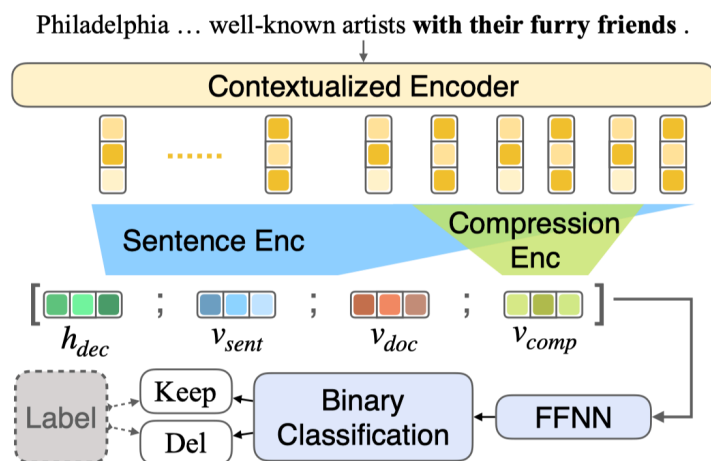 Philadelphia … well-known artists with their furry friends .
Contextualized Encoder
Sentence Enc
Compression
Enc
[ ; ; ; ]
h_dec v_sent v_doc v_comp
Label
Keep
Del
Binary
Classification
FFNN